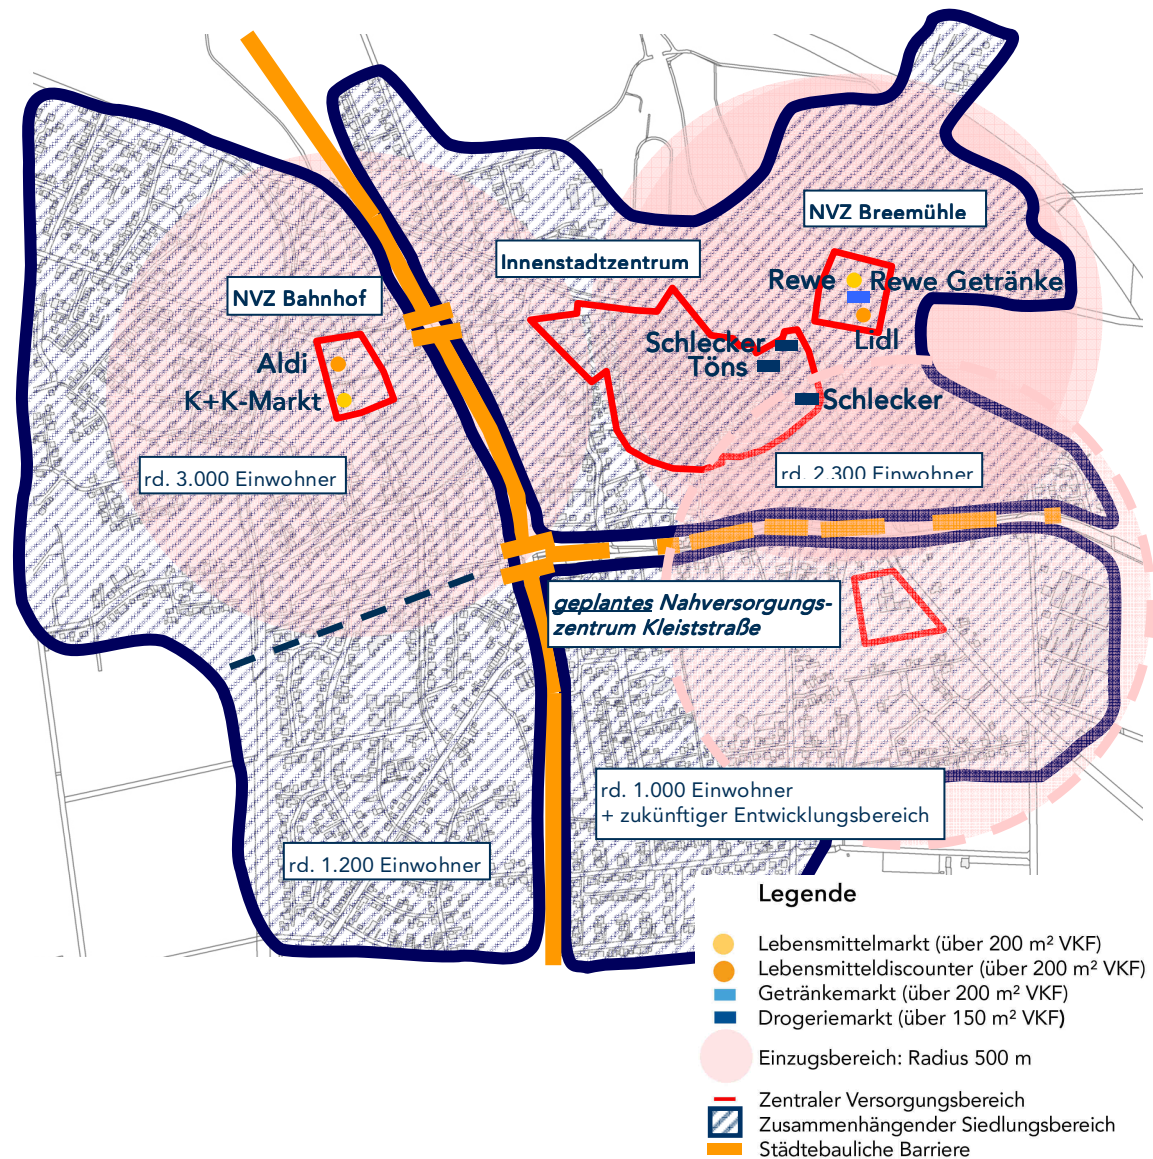 NVZ Breemühle
Innenstadtzentrum
NVZ Bahnhof
Rewe
Rewe Getränke
Lidl
Schlecker
Töns
Schlecker
Aldi
K+K-Markt
rd. 3.000 Einwohner
rd. 2.300 Einwohner
geplantes Nahversorgungs-
zentrum Kleiststraße
rd. 1.000 Einwohner
+ zukünftiger Entwicklungsbereich
rd. 1.200 Einwohner
Legende
Lebensmittelmarkt (über 200 m² VKF)
Lebensmitteldiscounter (über 200 m² VKF)
Getränkemarkt (über 200 m² VKF)
Drogeriemarkt (über 150 m² VKF)
Einzugsbereich: Radius 500 m
Zentraler Versorgungsbereich
Zusammenhängender Siedlungsbereich
Städtebauliche Barriere